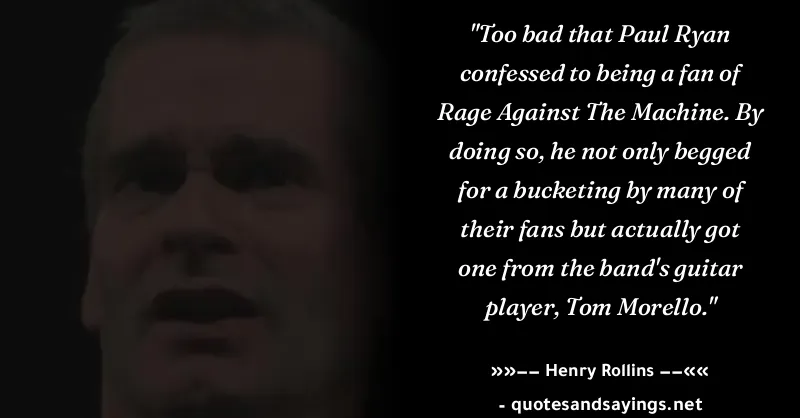 "Too bad that Paul Ryan
confessed to being a fan of
Rage Against The Machine. By
doing so, he not only begged
for a bucketing by many of
their fans but actually got
one from the band's guitar
player, Tom Morello."
»»−− Henry Rollins −−««
- quotesandsayings.net